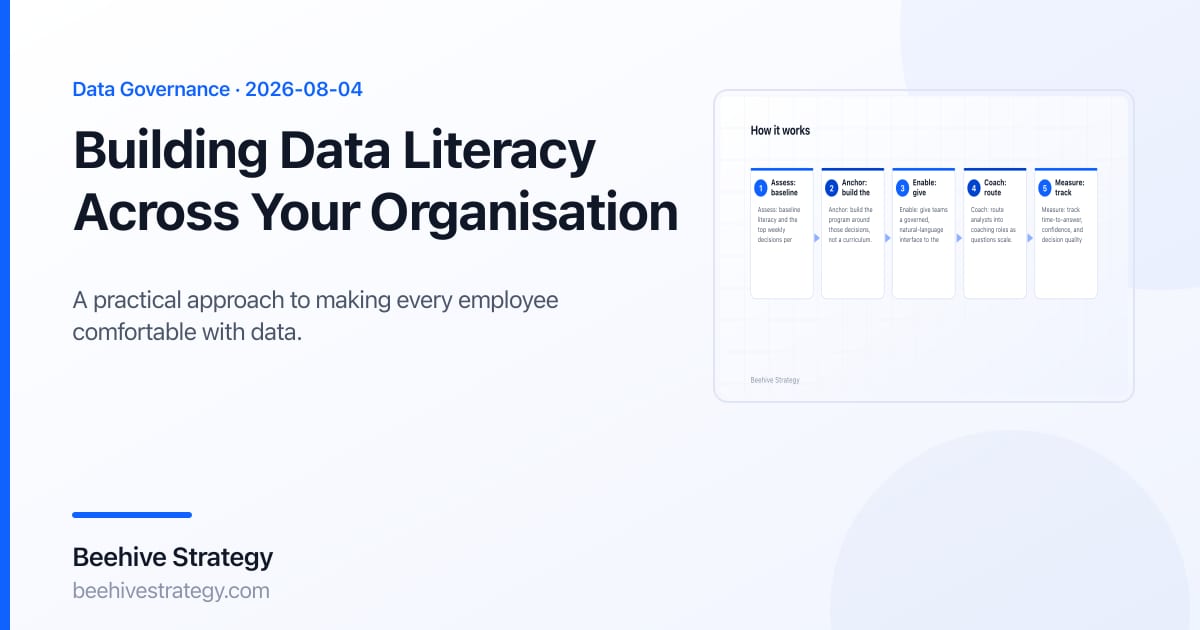 Data Governance · 2026-08-04
Building Data Literacy
Across Your Organisation
A practical approach to making every employee
comfortable with data.
Beehive Strategy
beehivestrategy.com
How it works
1
Assess:
baseline
Assess: baseline
literacy and the
top weekly
decisions per
2
Anchor:
build the
Anchor: build the
program around
those decisions,
not a curriculum.
3
Enable:
give
Enable: give teams
a governed,
natural-language
interface to the
4
Coach:
route
Coach: route
analysts into
coaching roles as
questions scale.
5
Measure:
track
Measure: track
time-to-answer,
confidence, and
decision quality
Beehive Strategy